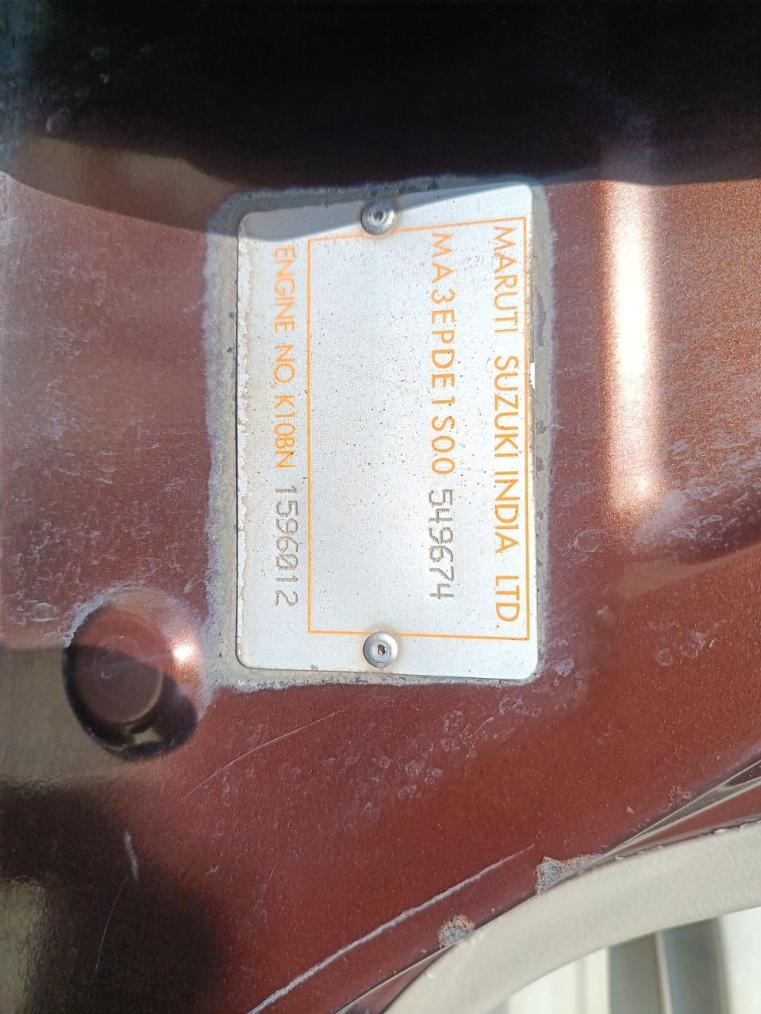 MARUTI SUZUKI INDIA LTD.
MA3EPDE1S00 549674
ENGINE NO. K10BN 1596012